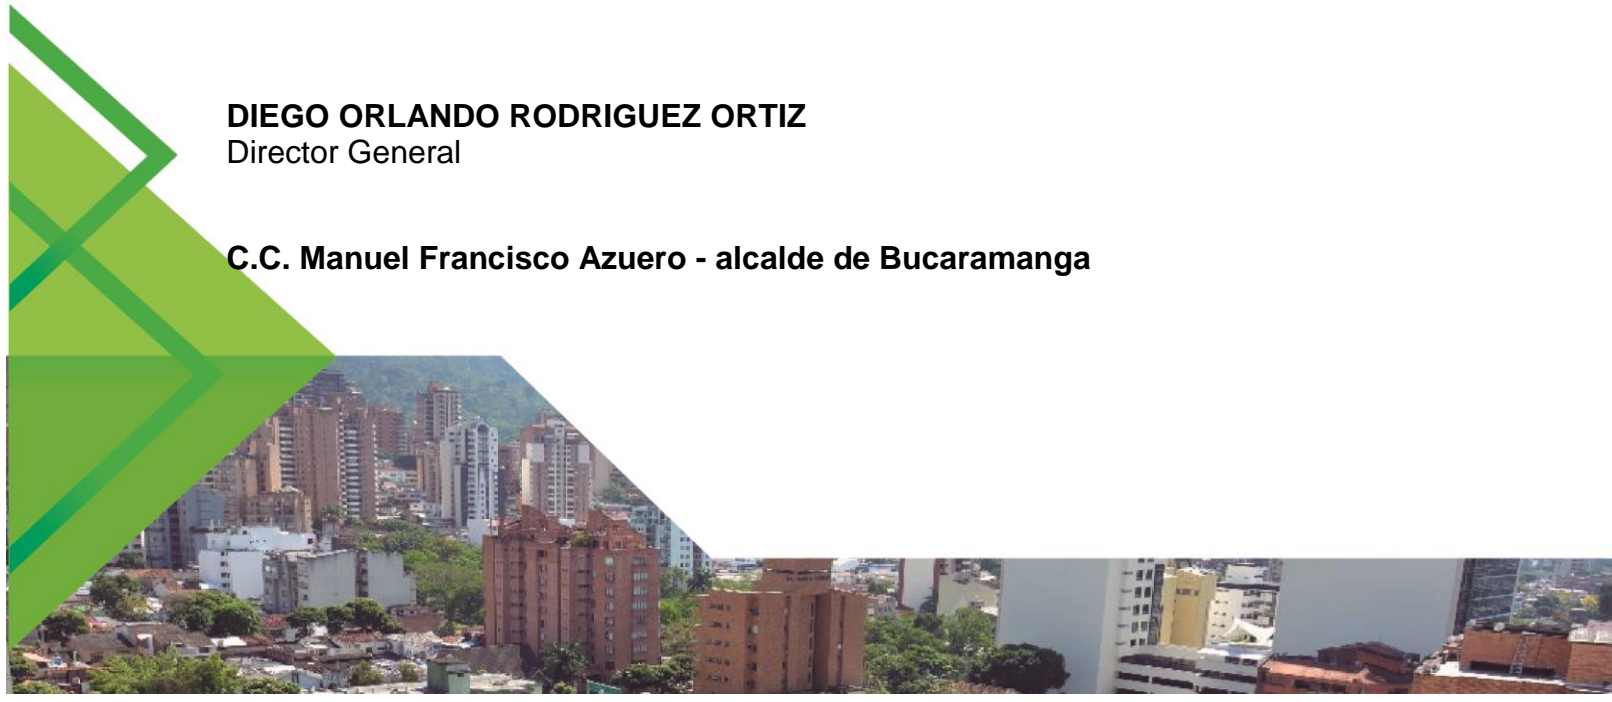 DIEGO ORLANDO RODRIGUEZ ORTIZ
Director General
C.C. Manuel Francisco Azuero - alcalde de Bucaramanga